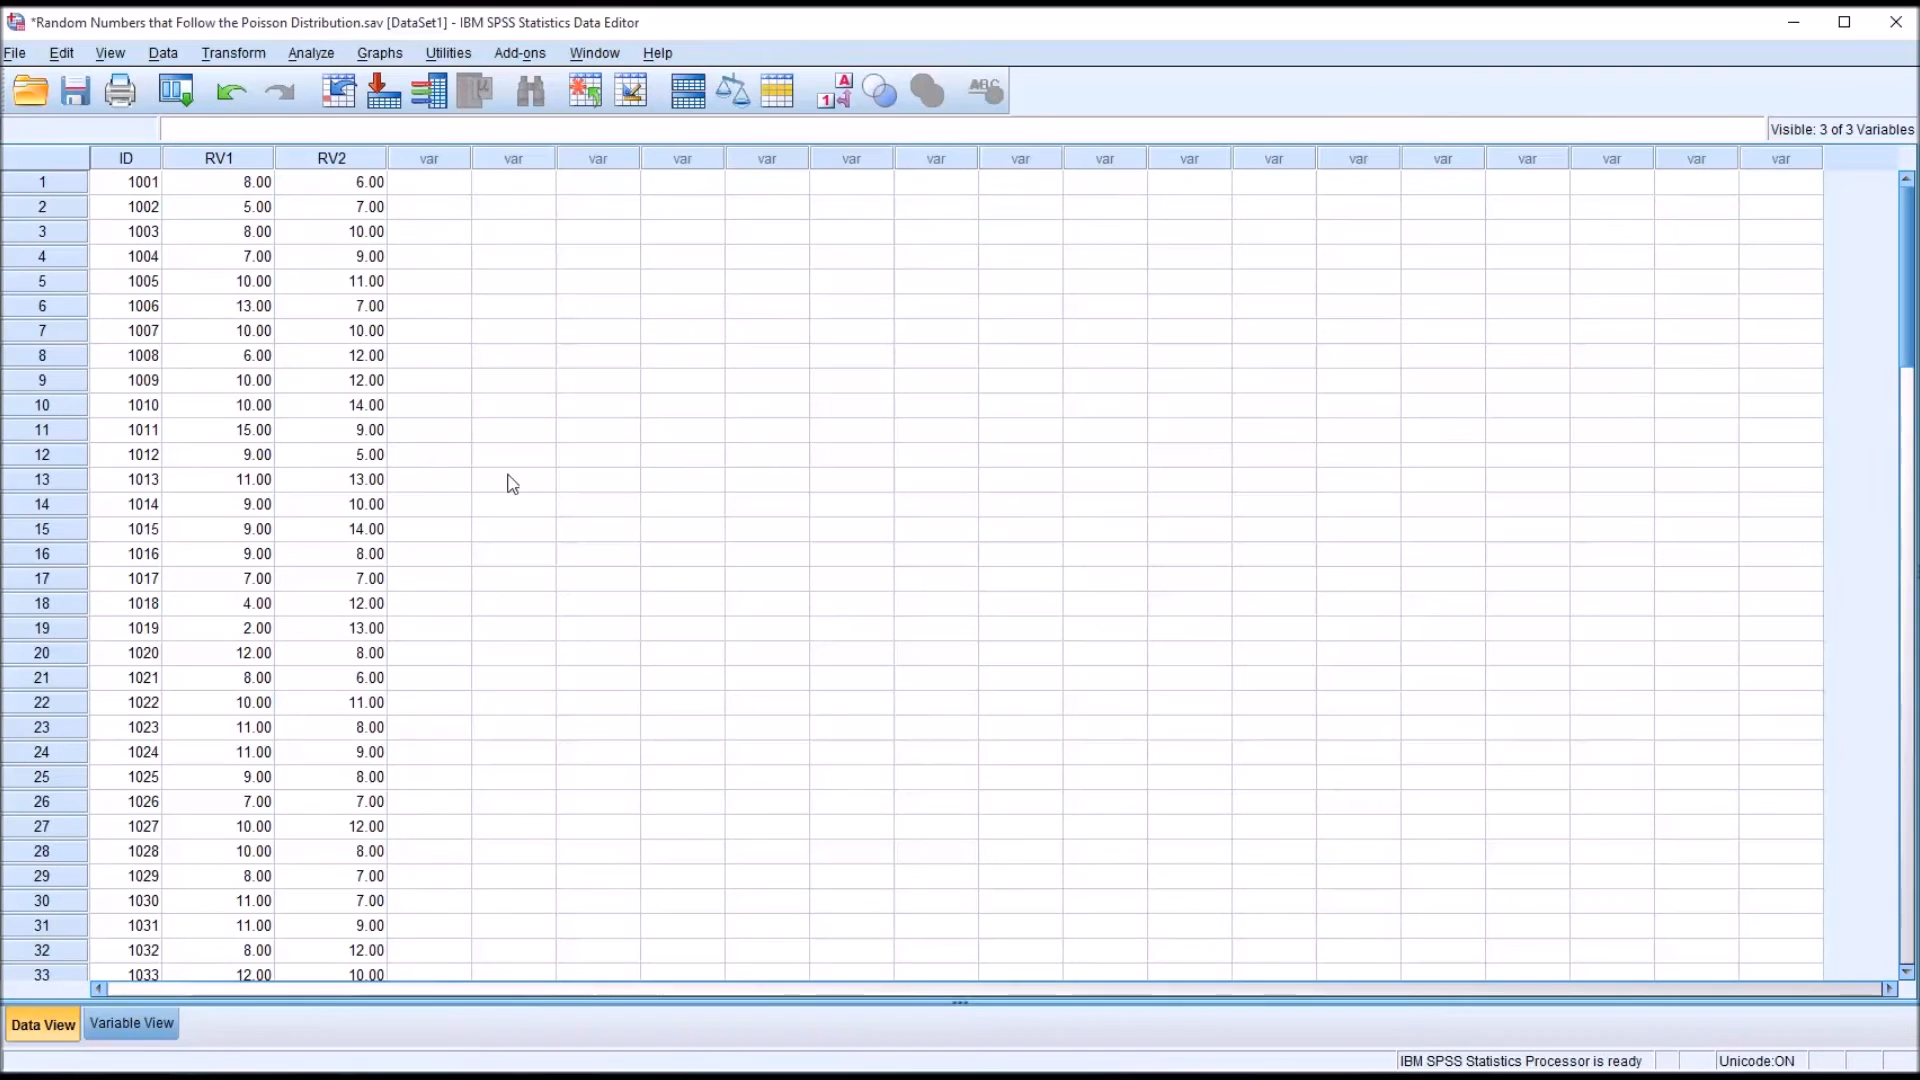 *Random Numbers that Follow the Poisson Distribution.sav [DataSet1] - IBM SPSS Statistics Data Editor
File Edit View Data Transform Analyze Graphs Utilities Add-ons Window Help
A 1 ABC
Visible: 3 of 3 Variables
ID RV1 RV2 var var var var var var var var var var var var var var var var var
1 1001 8.00 6.00
2 1002 5.00 7.00
3 1003 8.00 10.00
4 1004 7.00 9.00
5 1005 10.00 11.00
6 1006 13.00 7.00
7 1007 10.00 10.00
8 1008 6.00 12.00
9 1009 10.00 12.00
10 1010 10.00 14.00
11 1011 15.00 9.00
12 1012 9.00 5.00
13 1013 11.00 13.00
14 1014 9.00 10.00
15 1015 9.00 14.00
16 1016 9.00 8.00
17 1017 7.00 7.00
18 1018 4.00 12.00
19 1019 2.00 13.00
20 1020 12.00 8.00
21 1021 8.00 6.00
22 1022 10.00 11.00
23 1023 11.00 8.00
24 1024 11.00 9.00
25 1025 9.00 8.00
26 1026 7.00 7.00
27 1027 10.00 12.00
28 1028 10.00 8.00
29 1029 8.00 7.00
30 1030 11.00 7.00
31 1031 11.00 9.00
32 1032 8.00 12.00
33 1033 12.00 10.00
Data View Variable View
IBM SPSS Statistics Processor is ready Unicode:ON